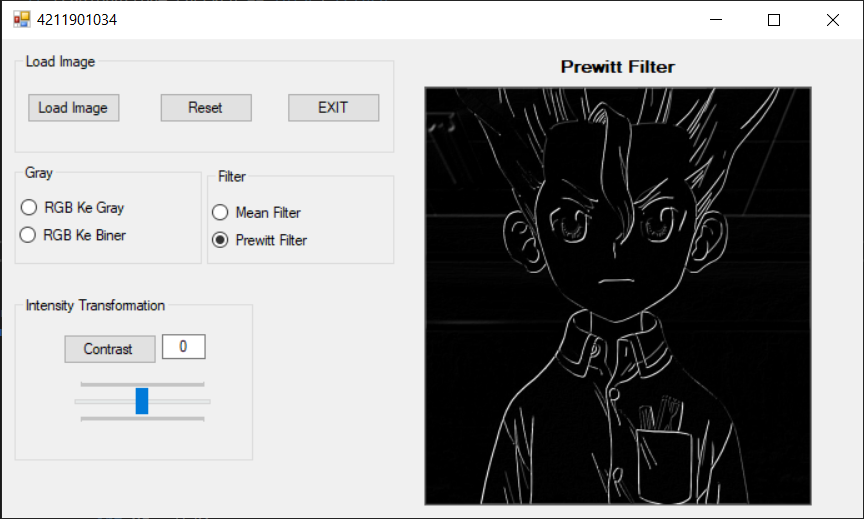 4211901034
Load Image
Load Image
Reset
EXIT
Prewitt Filter
Gray
RGB Ke Gray
RGB Ke Biner
Filter
Mean Filter
Prewitt Filter
Intensity Transformation
Contrast
0